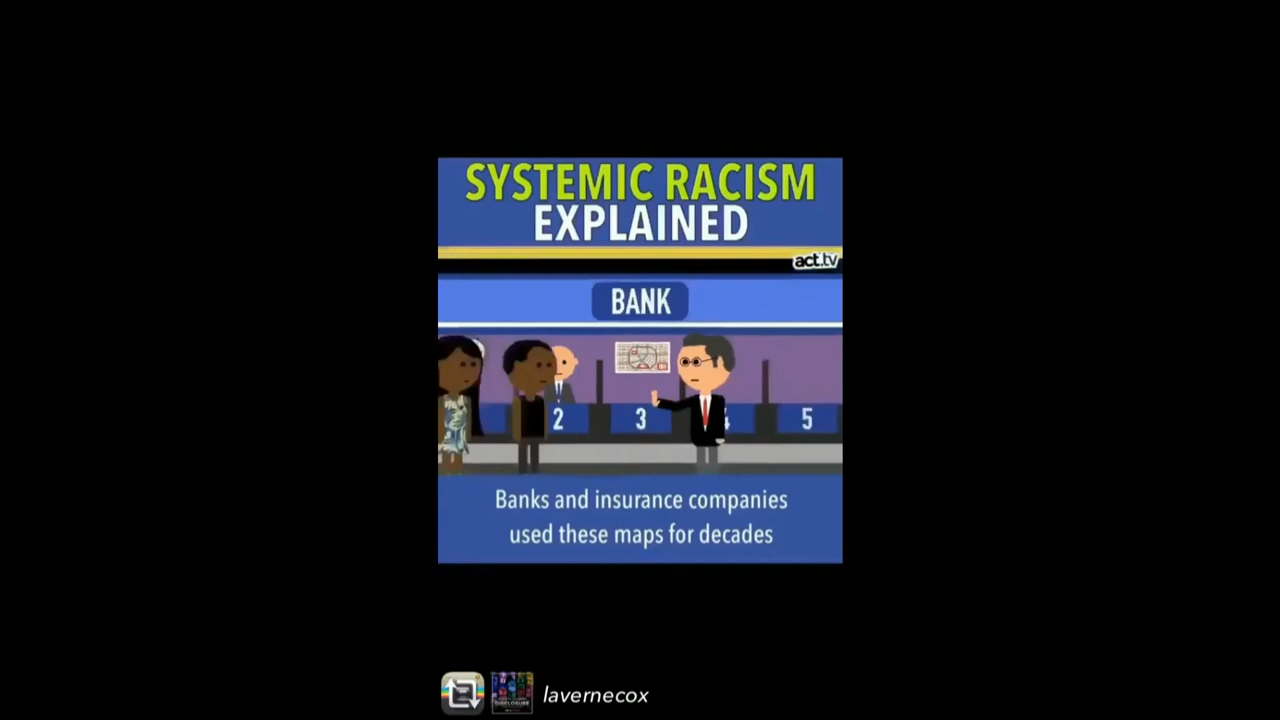 SYSTEMIC RACISM
EXPLAINED
act.tv
BANK
2
3
5
Banks and insurance companies
used these maps for decades
DISCLOSURE
lavernecox